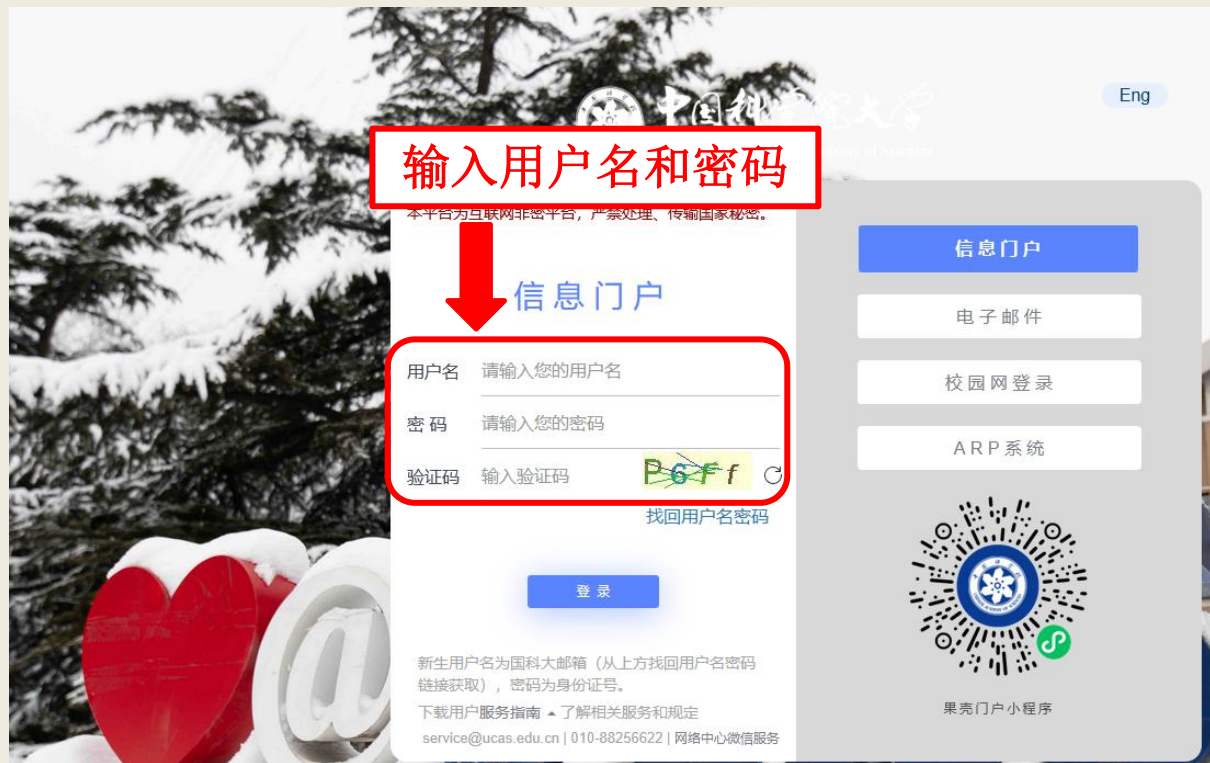 中国科学院大学
Eng
输入用户名和密码
本平台为互联网非密平台，严禁处理、传输国家秘密。
信息门户
用户名 请输入您的用户名
密 码 请输入您的密码
验证码 输入验证码 P6Ff
找回用户名密码
登 录
新生用户名为国科大邮箱（从上方找回用户名密码
链接获取），密码为身份证号。
下载用户服务指南 ▲ 了解相关服务和规定
service@ucas.edu.cn | 010-88256622 | 网络中心微信服务
信息门户
电子邮件
校园网登录
ARP系统
果壳门户小程序